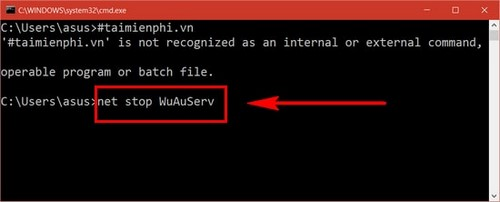 C:\WINDOWS\system32\cmd.exe
C:\Users\asus>#taimienphi.vn
'#taimienphi.vn' is not recognized as an internal or external command,
operable program or batch file.
C:\Users\asus>net stop WuAuServ